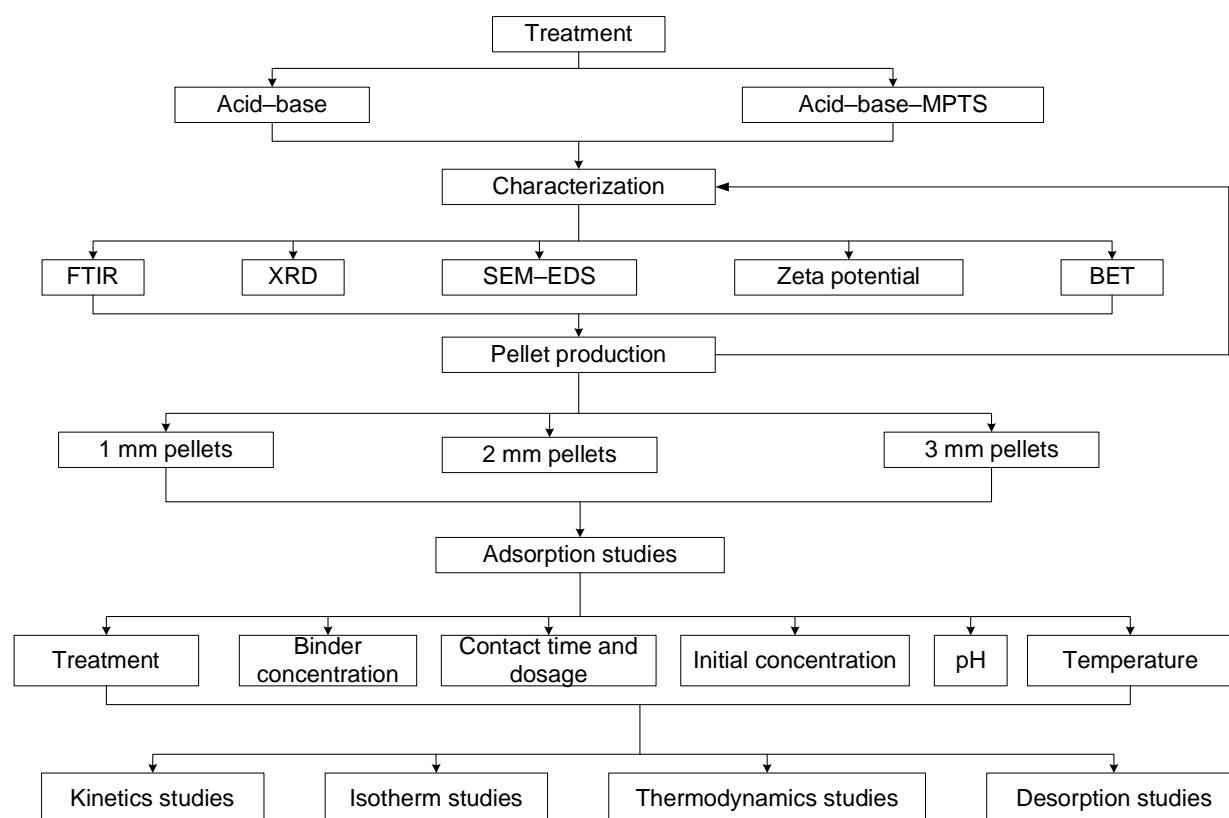 Treatment
Acid–base
Acid–base–MPTS
Characterization
FTIR
XRD
SEM–EDS
Zeta potential
BET
Pellet production
1 mm pellets
2 mm pellets
3 mm pellets
Adsorption studies
Treatment
Binder
concentration
Contact time and
dosage
Initial concentration
pH
Temperature
Kinetics studies
Isotherm studies
Thermodynamics studies
Desorption studies